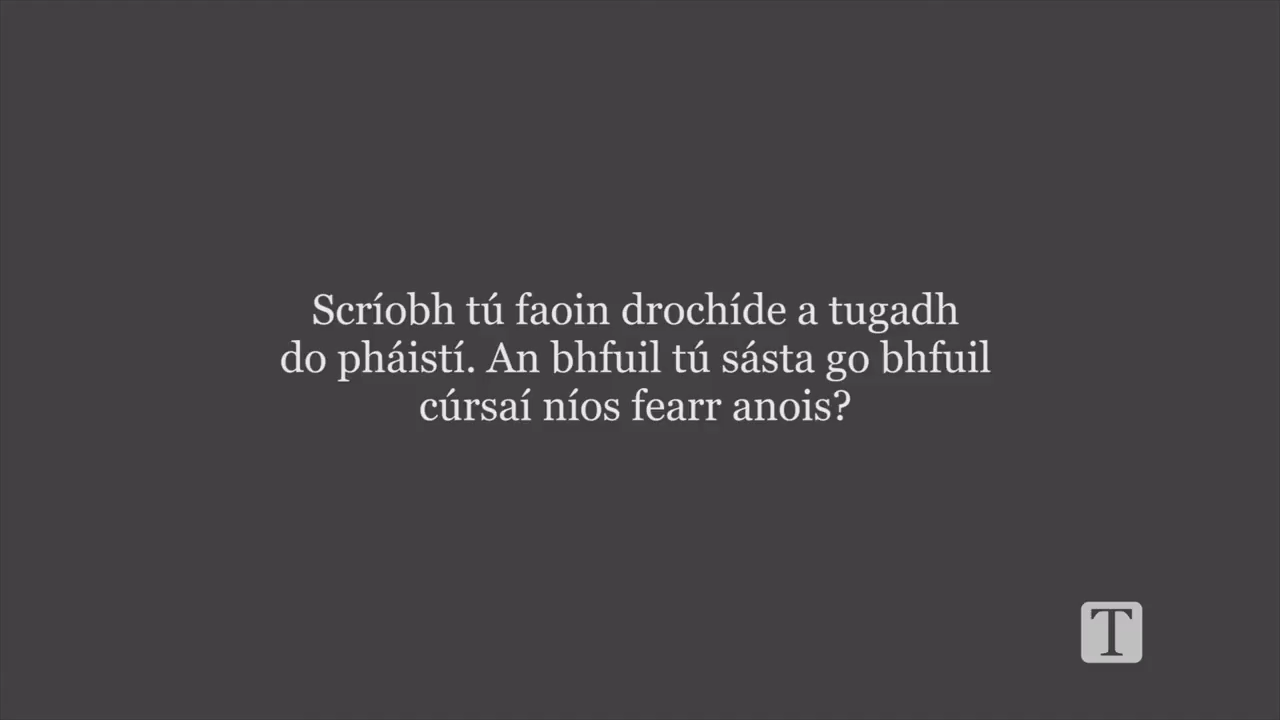 Scríobh tú faoin drochíde a tugadh
do pháistí. An bhfuil tú sásta go bhfuil
cúrsaí níos fearr anois?
T